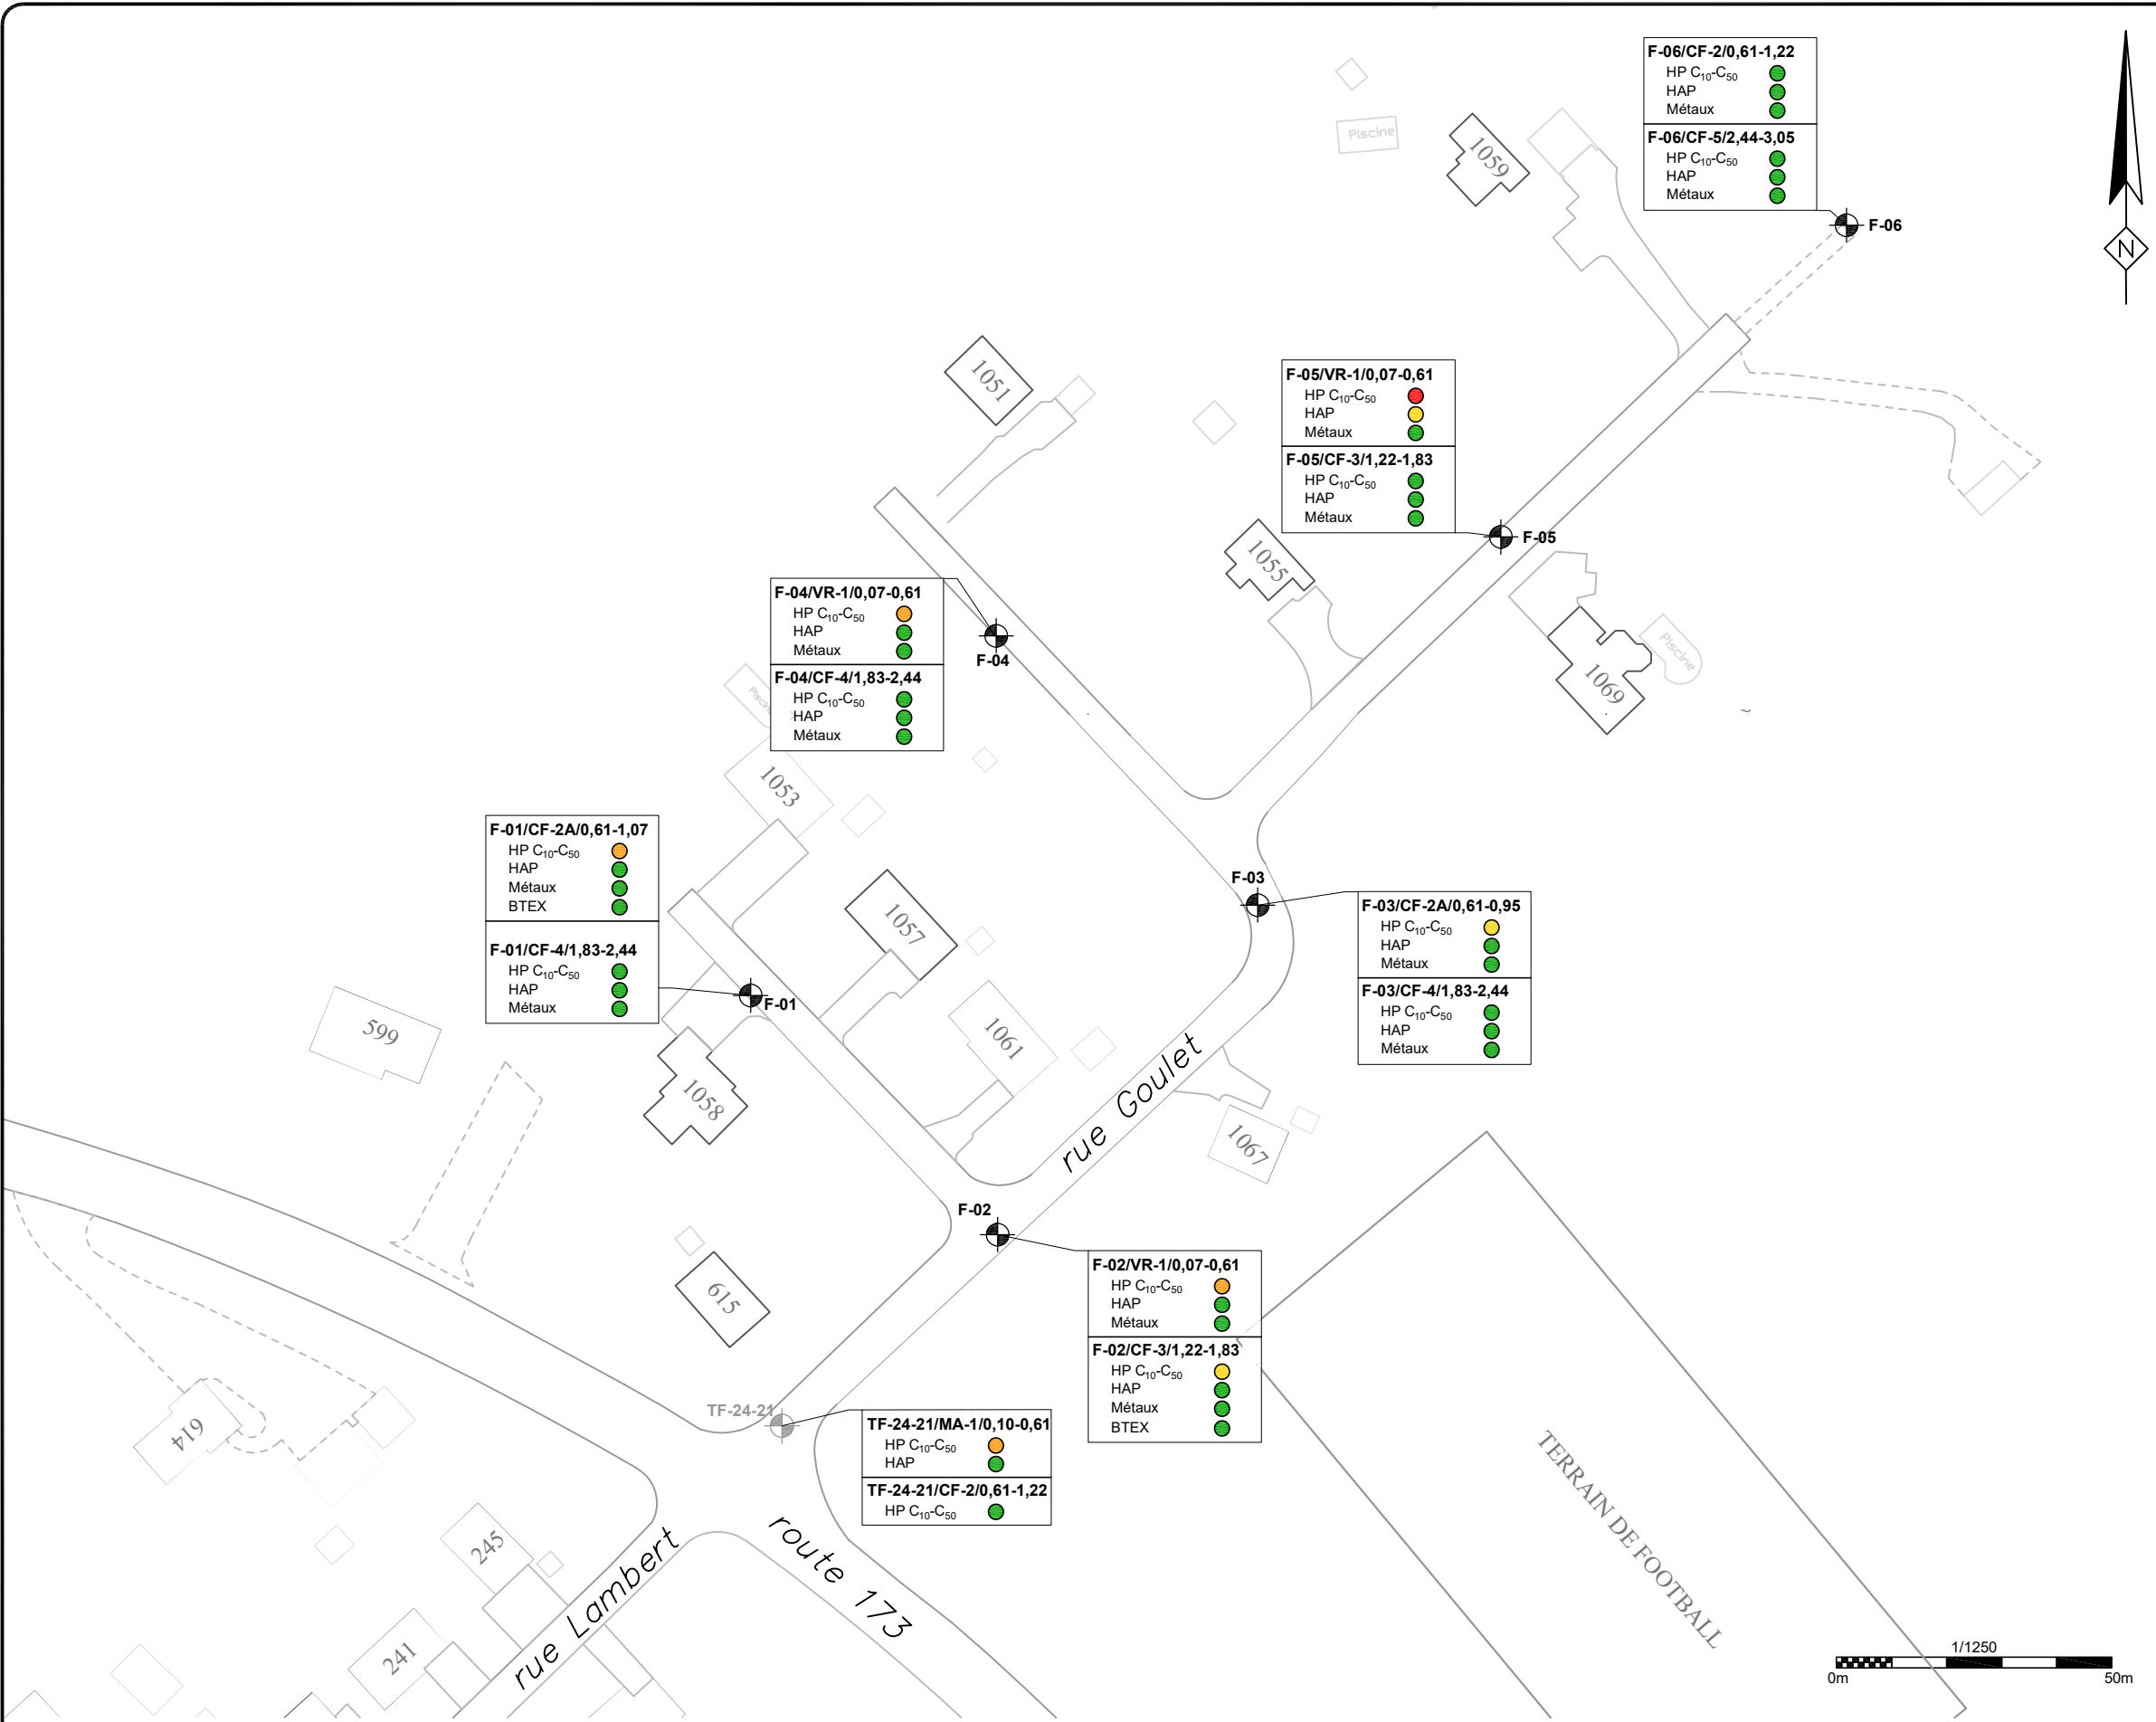 F-06/CF-2/0,61-1,22
HP C₁₀-C₅₀
HAP
Métaux
F-06/CF-5/2,44-3,05
HP C₁₀-C₅₀
HAP
Métaux
F-06
N
Piscine
1059
1051
F-05/VR-1/0,07-0,61
HP C₁₀-C₅₀
HAP
Métaux
F-05/CF-3/1,22-1,83
HP C₁₀-C₅₀
HAP
Métaux
F-05
1055
F-04/VR-1/0,07-0,61
HP C₁₀-C₅₀
HAP
Métaux
F-04/CF-4/1,83-2,44
HP C₁₀-C₅₀
HAP
Métaux
F-04
Piscine
1069
Piscin
1053
F-01/CF-2A/0,61-1,07
HP C₁₀-C₅₀
HAP
Métaux
BTEX
F-01/CF-4/1,83-2,44
HP C₁₀-C₅₀
HAP
Métaux
F-01
1057
F-03
F-03/CF-2A/0,61-0,95
HP C₁₀-C₅₀
HAP
Métaux
F-03/CF-4/1,83-2,44
HP C₁₀-C₅₀
HAP
Métaux
599
1061
1058
rue Goulet
1067
F-02
F-02/VR-1/0,07-0,61
HP C₁₀-C₅₀
HAP
Métaux
F-02/CF-3/1,22-1,83
HP C₁₀-C₅₀
HAP
Métaux
BTEX
615
614
TF-24-21
TF-24-21/MA-1/0,10-0,61
HP C₁₀-C₅₀
HAP
TF-24-21/CF-2/0,61-1,22
HP C₁₀-C₅₀
245
241
rue Lambert
route 173
TERRAIN DE FOOTBALL
1/1250
0m
50m